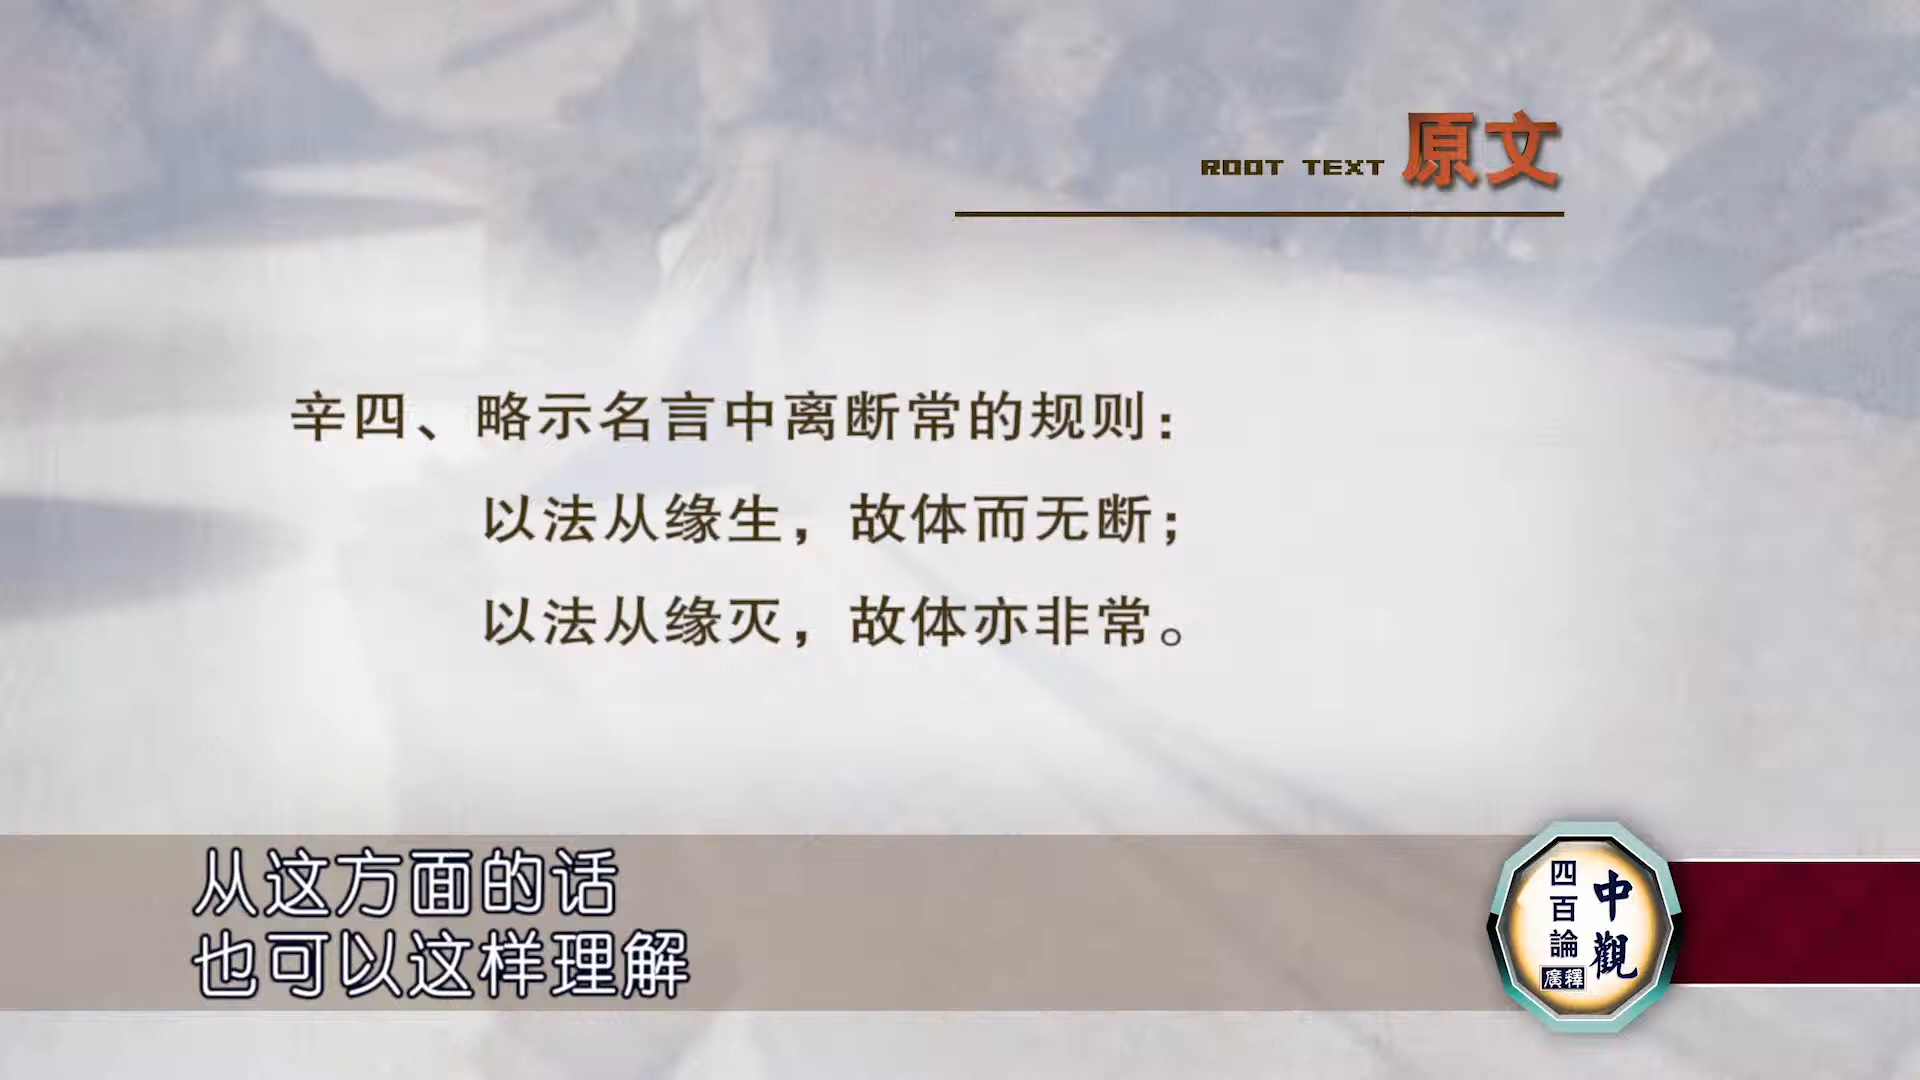 ROOT TEXT 原文
辛四、略示名言中离断常的规则：
以法从缘生，故体而无断；
以法从缘灭，故体亦非常。
从这方面的话
也可以这样理解
中觀
四百論
廣釋